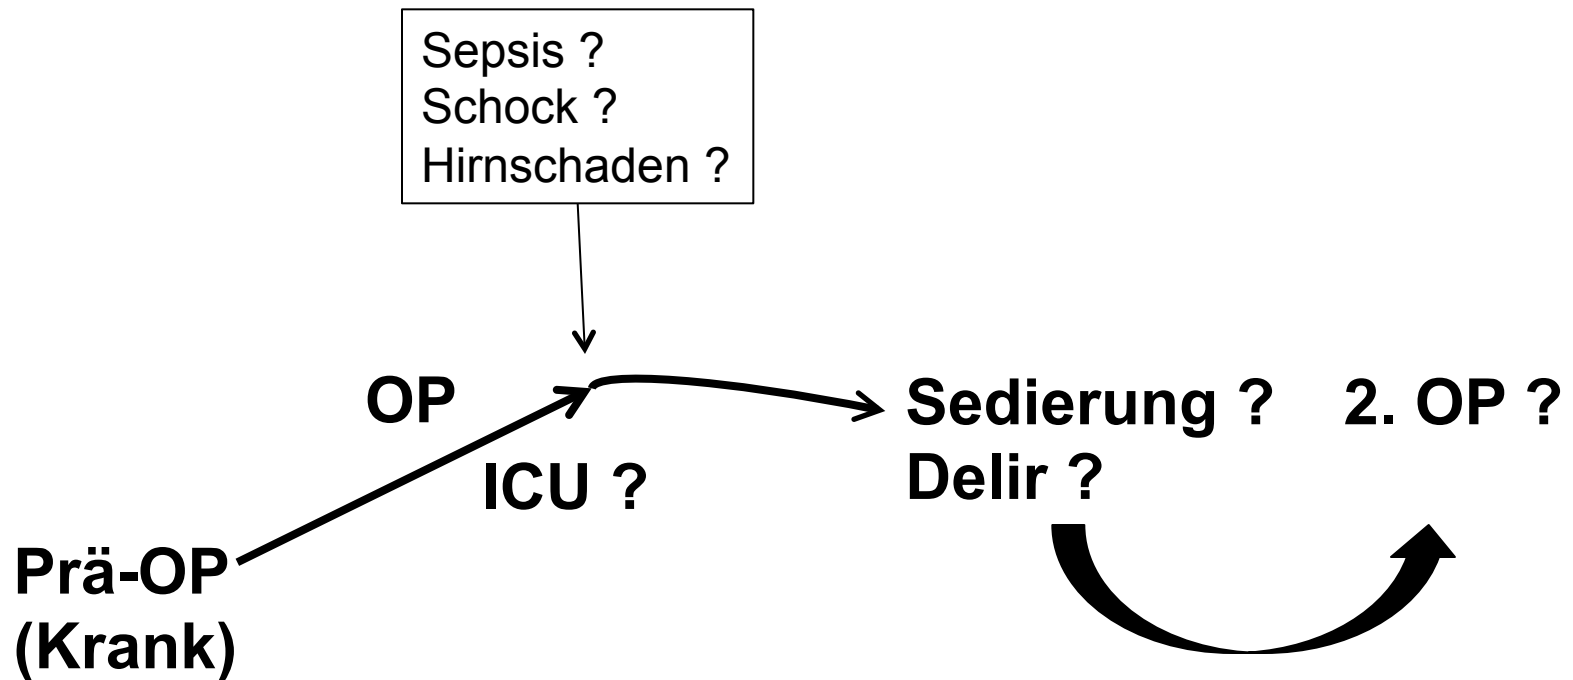 Sepsis ?
Schock ?
Hirnschaden ?
OP
ICU ?
Prä-OP
(Krank)
Sedierung ? 2. OP ?
Delir ?